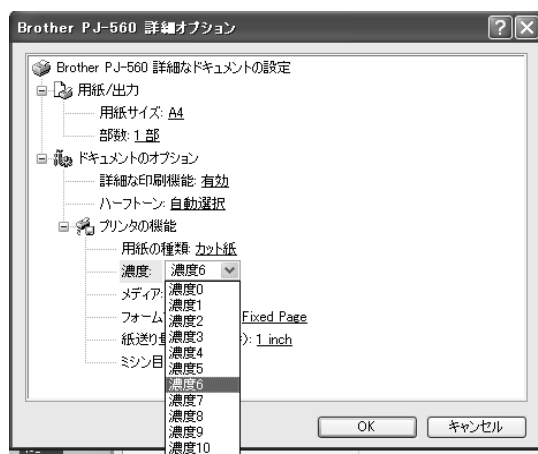 Brother PJ-560 詳細オプション
Brother PJ-560 詳細なドキュメントの設定
用紙/出力
用紙サイズ: A4
部数: 1 部
ドキュメントのオプション
詳細な印刷機能: 有効
ハーフトーン: 自動選択
プリンタの機能
用紙の種類: カット紙
濃度: 濃度6
メディア:
フォーム Fixed Page
紙送り ): 1 inch
ミシン目
濃度0
濃度1
濃度2
濃度3
濃度4
濃度5
濃度6
濃度7
濃度8
濃度9
濃度10
OK キャンセル